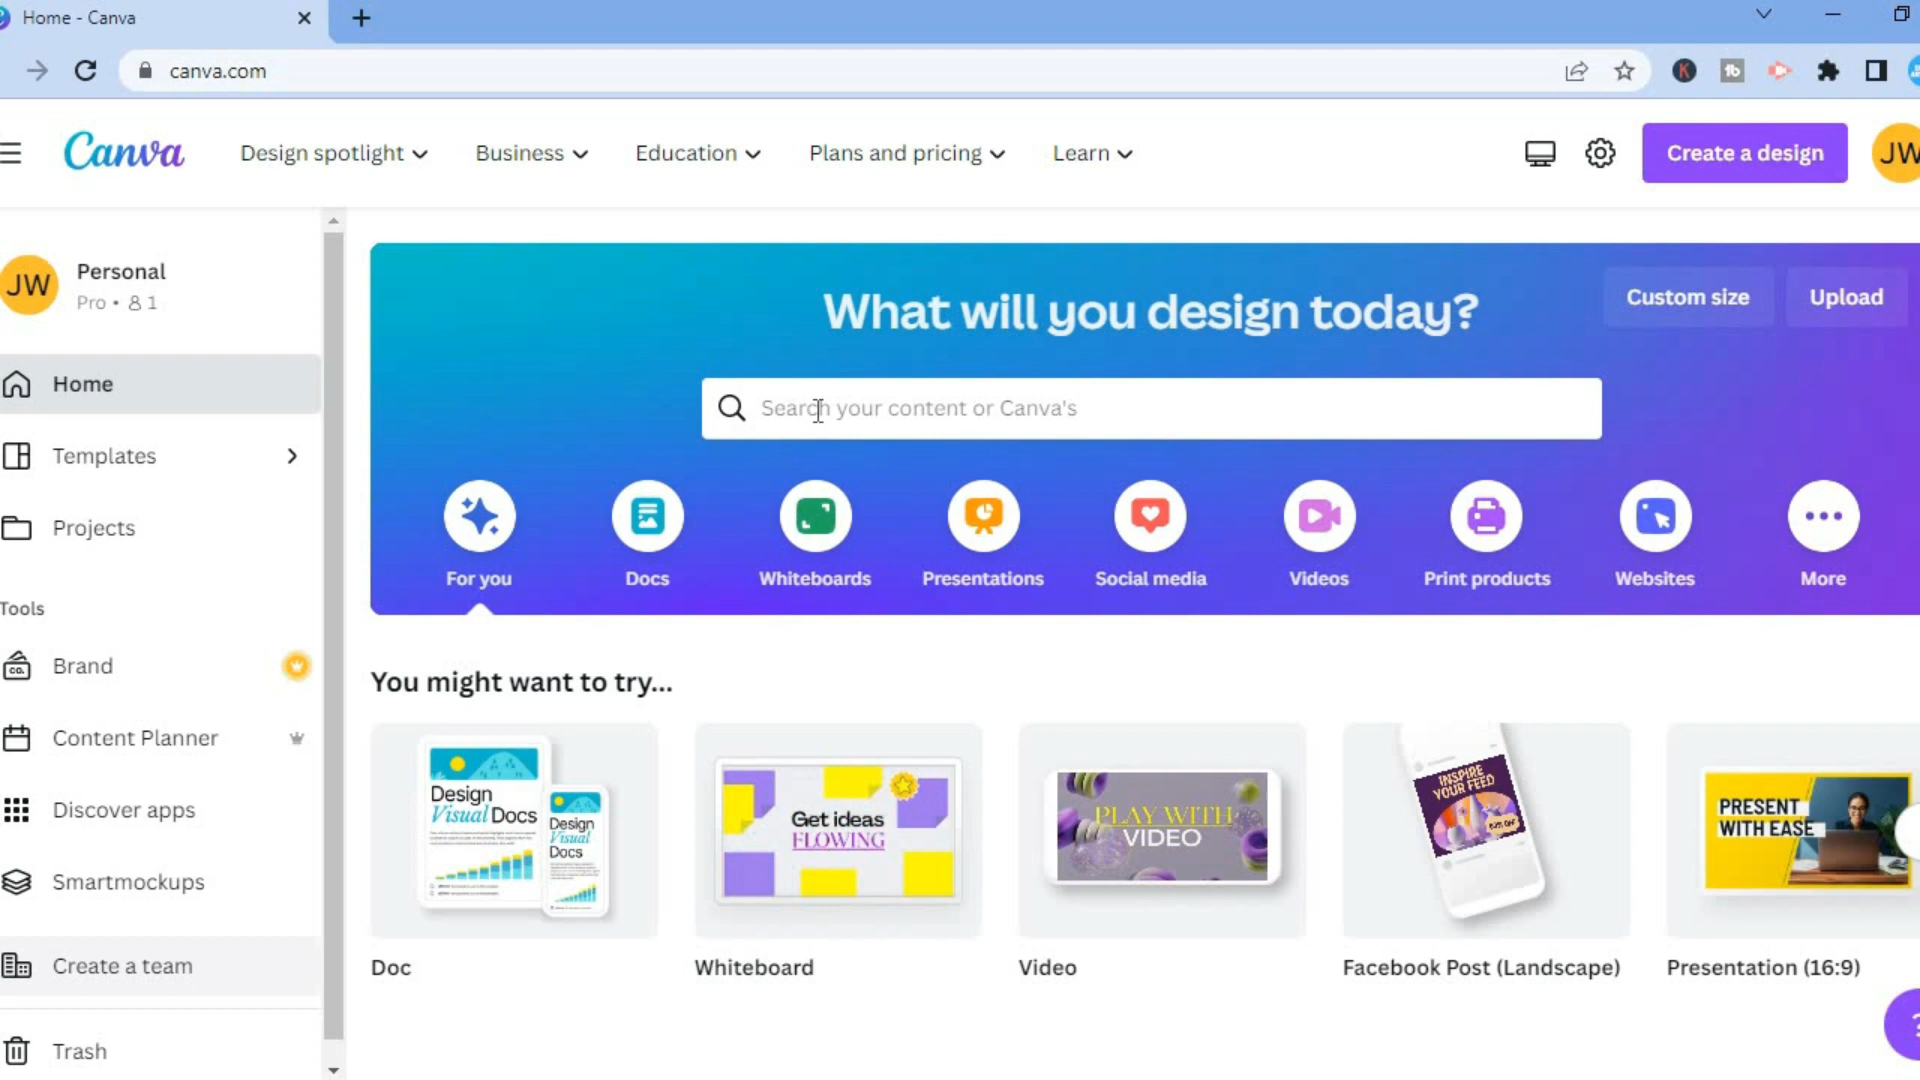 Home - Canva
canva.com
Canva
Design spotlight
Business
Education
Plans and pricing
Learn
Create a design
JW
JW
Personal
Pro • 1
Home
Templates
Projects
Tools
Brand
Content Planner
Discover apps
Smartmockups
Create a team
Trash
What will you design today?
Custom size
Upload
Search your content or Canva's
For you
Docs
Whiteboards
Presentations
Social media
Videos
Print products
Websites
More
You might want to try...
Design
Visual Docs
Design
Visual
Docs
Get ideas
FLOWING
PLAY WITH
VIDEO
INSPIRE
YOUR FEED
PRESENT
WITH EASE
Doc
Whiteboard
Video
Facebook Post (Landscape)
Presentation (16:9)